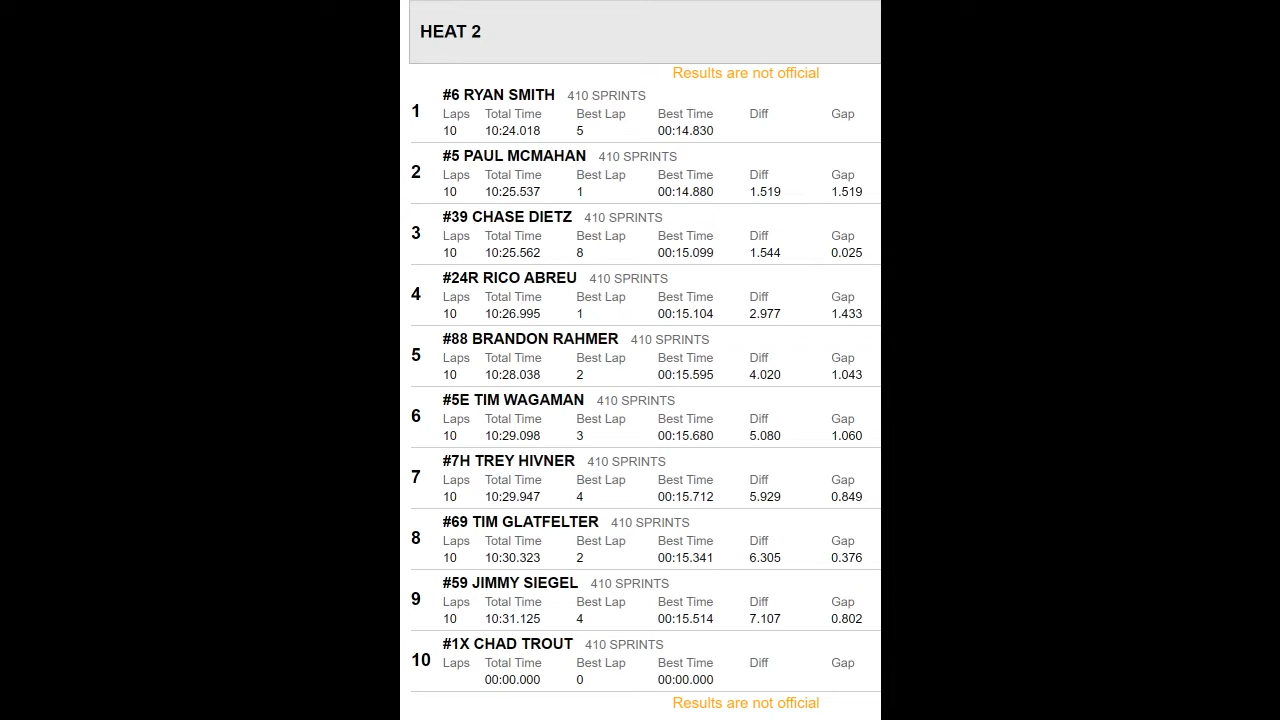 HEAT 2
Results are not official
1
#6 RYAN SMITH 410 SPRINTS
Laps Total Time Best Lap Best Time Diff Gap
10 10:24.018 5 00:14.830
2
#5 PAUL MCMAHAN 410 SPRINTS
Laps Total Time Best Lap Best Time Diff Gap
10 10:25.537 1 00:14.880 1.519 1.519
3
#39 CHASE DIETZ 410 SPRINTS
Laps Total Time Best Lap Best Time Diff Gap
10 10:25.562 8 00:15.099 1.544 0.025
4
#24R RICO ABREU 410 SPRINTS
Laps Total Time Best Lap Best Time Diff Gap
10 10:26.995 1 00:15.104 2.977 1.433
5
#88 BRANDON RAHMER 410 SPRINTS
Laps Total Time Best Lap Best Time Diff Gap
10 10:28.038 2 00:15.595 4.020 1.043
6
#5E TIM WAGAMAN 410 SPRINTS
Laps Total Time Best Lap Best Time Diff Gap
10 10:29.098 3 00:15.680 5.080 1.060
7
#7H TREY HIVNER 410 SPRINTS
Laps Total Time Best Lap Best Time Diff Gap
10 10:29.947 4 00:15.712 5.929 0.849
8
#69 TIM GLATFELTER 410 SPRINTS
Laps Total Time Best Lap Best Time Diff Gap
10 10:30.323 2 00:15.341 6.305 0.376
9
#59 JIMMY SIEGEL 410 SPRINTS
Laps Total Time Best Lap Best Time Diff Gap
10 10:31.125 4 00:15.514 7.107 0.802
10
#1X CHAD TROUT 410 SPRINTS
Laps Total Time Best Lap Best Time Diff Gap
00:00.000 0 00:00.000
Results are not official